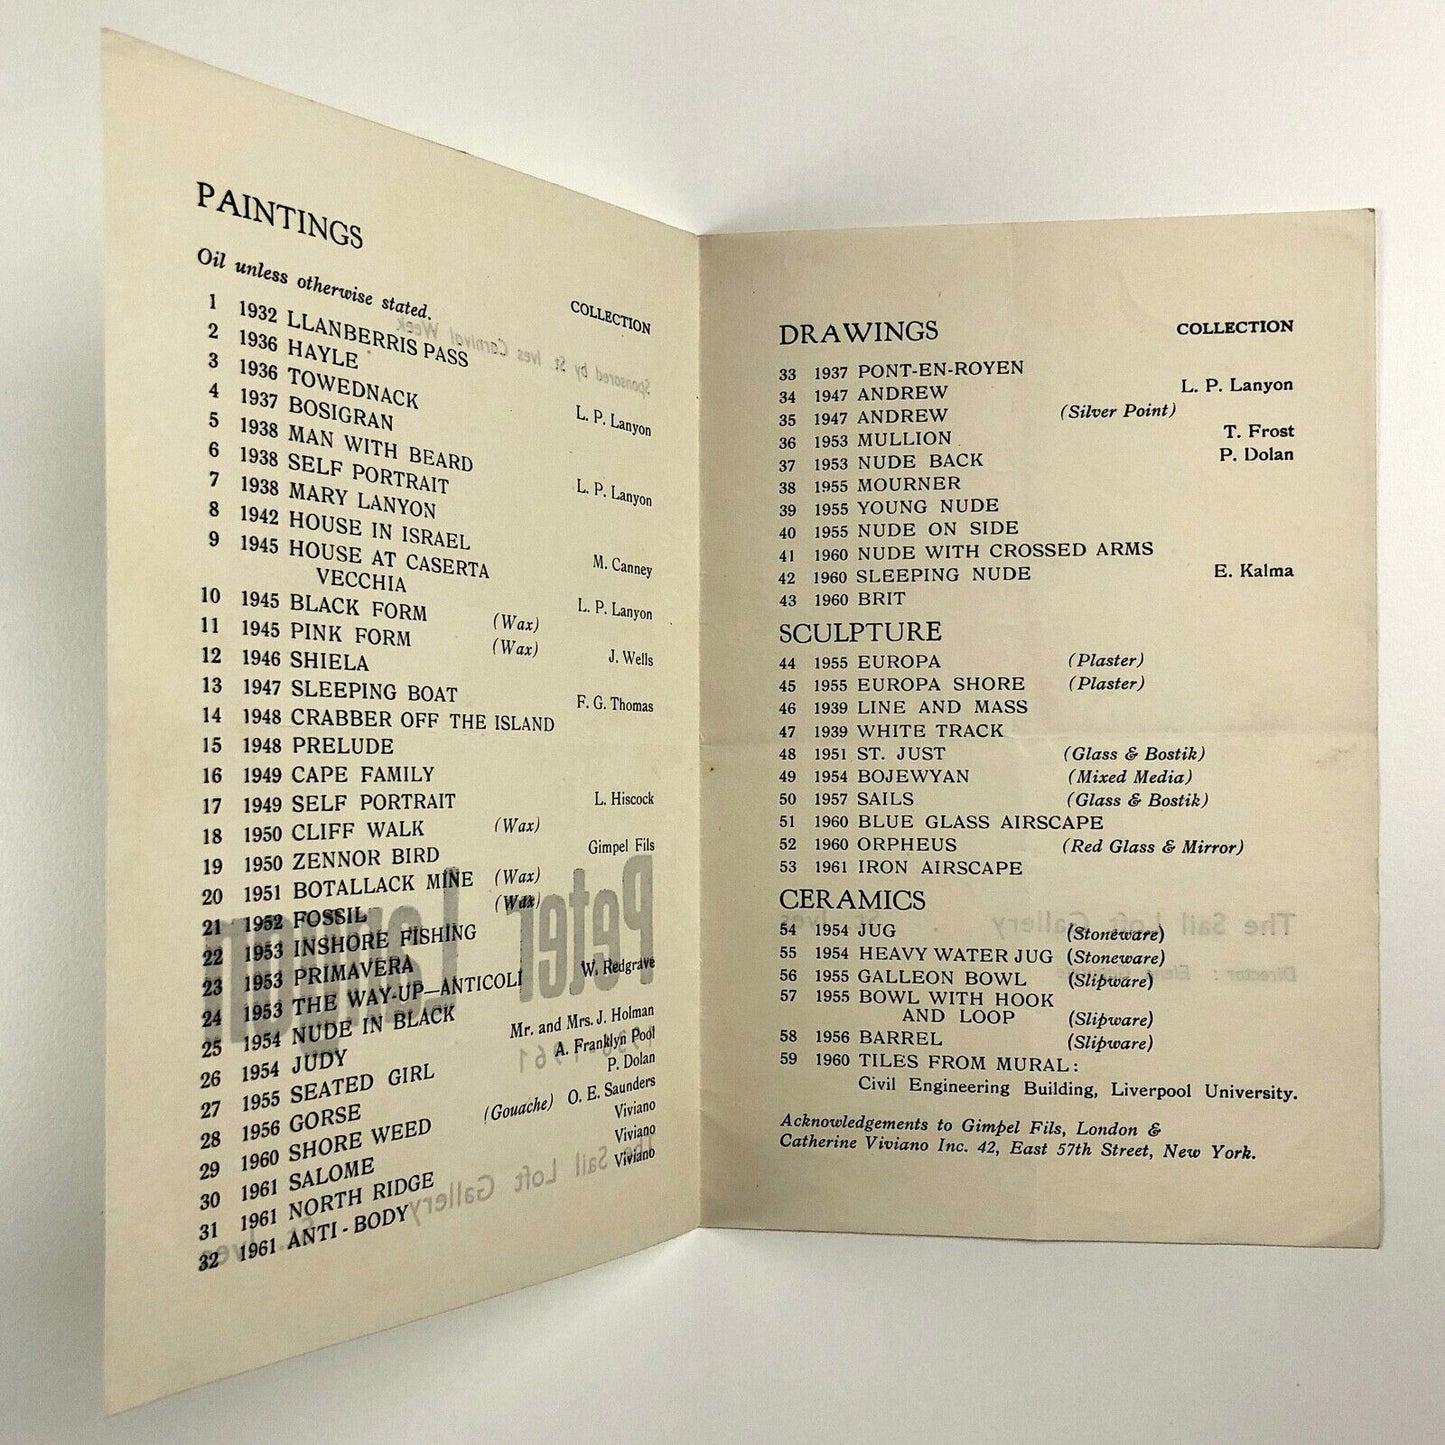 PAINTINGS
Oil unless otherwise stated.
COLLECTION
1 1932 LLANBERRIS PASS
2 1936 HAYLE L. P. Lanyon
3 1936 TOWEDNACK
4 1937 BOSIGRAN
5 1938 MAN WITH BEARD L. P. Lanyon
6 1938 SELF PORTRAIT
7 1938 MARY LANYON
8 1942 HOUSE IN ISRAEL M. Canney
9 1945 HOUSE AT CASERTA
VECCHIA L. P. Lanyon
10 1945 BLACK FORM (Wax)
11 1945 PINK FORM (Wax) J. Wells
12 1946 SHIELA
13 1947 SLEEPING BOAT F. G. Thomas
14 1948 CRABBER OFF THE ISLAND
15 1948 PRELUDE
16 1949 CAPE FAMILY
17 1949 SELF PORTRAIT L. Hiscock
18 1950 CLIFF WALK (Wax)
19 1950 ZENNOR BIRD Gimpel Fils
20 1951 BOTALLACK MINE (Wax)
21 1952 FOSSIL (Wax)
22 1953 INSHORE FISHING
23 1953 PRIMAVERA
24 1953 THE WAY-UP—ANTICOLI W. Redgrave
25 1954 NUDE IN BLACK
26 1954 JUDY Mr. and Mrs. J. Holman
27 1955 SEATED GIRL A. Franklyn Pool
28 1956 GORSE P. Dolan
29 1960 SHORE WEED (Gouache) O. E. Saunders
30 1961 SALOME Viviano
31 1961 NORTH RIDGE Viviano
32 1961 ANTI - BODY Viviano
DRAWINGS COLLECTION
33 1937 PONT-EN-ROYEN
34 1947 ANDREW L. P. Lanyon
35 1947 ANDREW (Silver Point)
36 1953 MULLION T. Frost
37 1953 NUDE BACK P. Dolan
38 1955 MOURNER
39 1955 YOUNG NUDE
40 1955 NUDE ON SIDE
41 1960 NUDE WITH CROSSED ARMS
42 1960 SLEEPING NUDE E. Kalma
43 1960 BRIT
SCULPTURE
44 1955 EUROPA (Plaster)
45 1955 EUROPA SHORE (Plaster)
46 1939 LINE AND MASS
47 1939 WHITE TRACK
48 1951 ST. JUST (Glass & Bostik)
49 1954 BOJEWYAN (Mixed Media)
50 1957 SAILS (Glass & Bostik)
51 1960 BLUE GLASS AIRSCAPE
52 1960 ORPHEUS (Red Glass & Mirror)
53 1961 IRON AIRSCAPE
CERAMICS
54 1954 JUG (Stoneware)
55 1954 HEAVY WATER JUG (Stoneware)
56 1955 GALLEON BOWL (Slipware)
57 1955 BOWL WITH HOOK
AND LOOP (Slipware)
58 1956 BARREL (Slipware)
59 1960 TILES FROM MURAL:
Civil Engineering Building, Liverpool University.
Acknowledgements to Gimpel Fils, London &
Catherine Viviano Inc. 42, East 57th Street, New York.